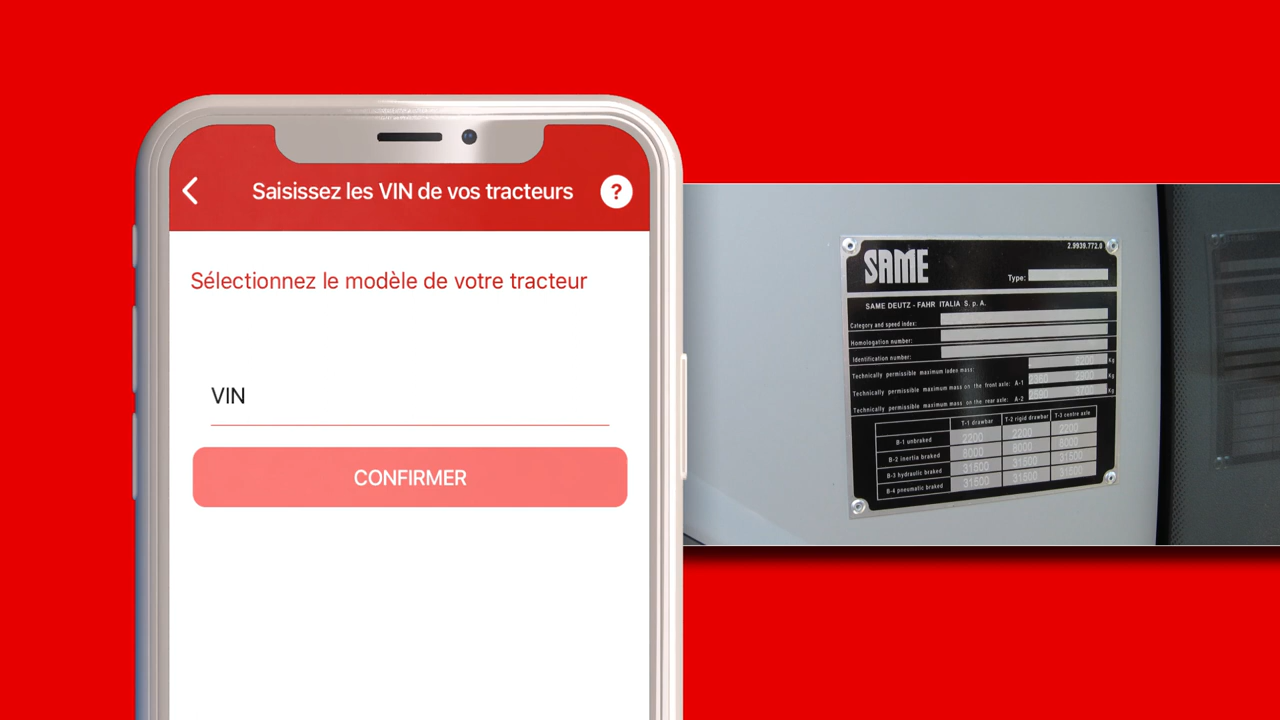 Saisissez les VIN de vos tracteurs
?
Sélectionnez le modèle de votre tracteur
VIN
CONFIRMER
2.9939.772.0
SAME
Type:
SAME DEUTZ - FAHR ITALIA S. p. A.
Category and speed index:
Homologation number:
Identification number:
Technically permissible maximum laden mass: Kg
Technically permissible maximum mass on the front axle: A-1 Kg
Technically permissible maximum mass on the rear axle: A-2 Kg
T-1 drawbar T-2 rigid drawbar T-3 centre axle
B-1 unbraked 2200 2200 2200
B-2 inertia braked 8000 8000 8000
B-3 hydraulic braked 31500 31500 31500
B-4 pneumatic braked 31500 31500 31500